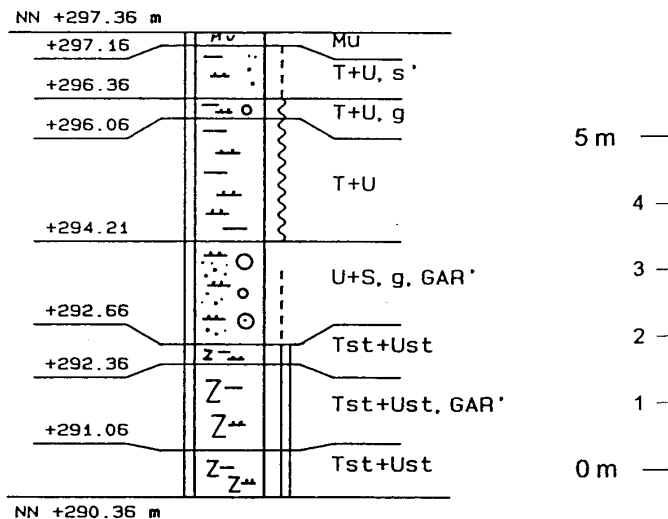 NN +297.36 m
+297.16
Mu
Mu
T+U, s'
+296.36
T+U, g
+296.06
T+U
5 m
4
+294.21
3
U+S, g, GAR'
+292.66
2
Tst+Ust
Z
+292.36
Z
Tst+Ust, GAR'
1
Z
+291.06
Z
Tst+Ust
0 m
Z
NN +290.36 m